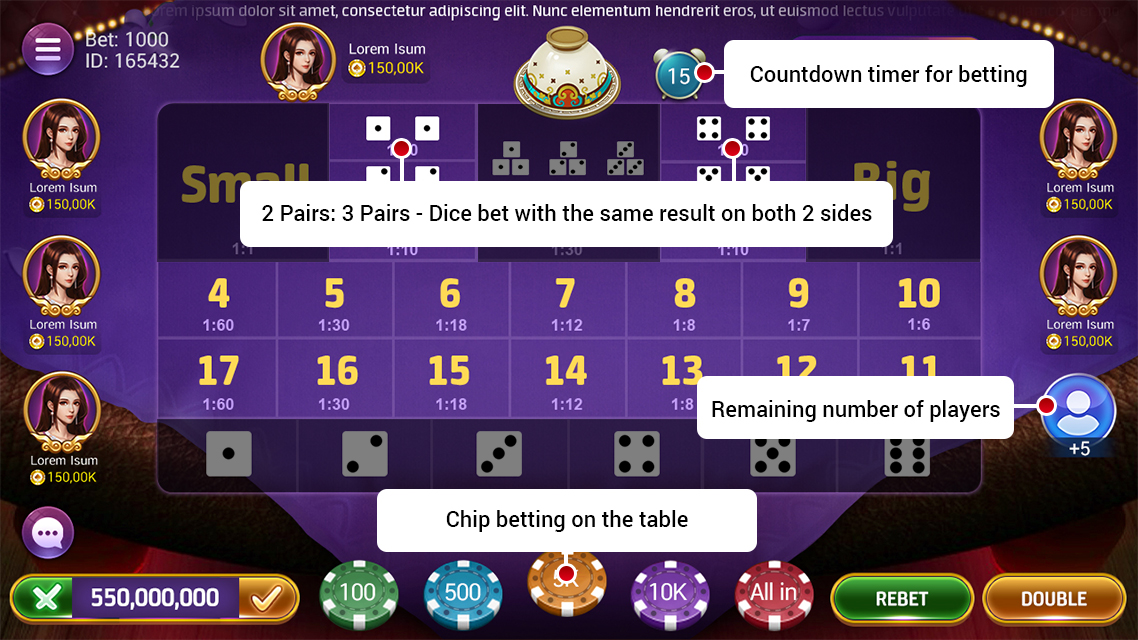 orem ipsum dolor sit amet, consectetur adipiscing elit. Nunc elementum hendrerit eros, ut euismod lectus vulputate
Bet: 1000
ID: 165432
Lorem Isum
150,00K
15
Countdown timer for betting
Lorem Isum
150,00K
Lorem Isum
150,00K
Small
Big
2 Pairs: 3 Pairs - Dice bet with the same result on both 2 sides
1:1
1:10
1:30
1:10
1:1
Lorem Isum
150,00K
Lorem Isum
150,00K
4 5 6 7 8 9 10
1:60 1:30 1:18 1:12 1:8 1:7 1:6
17 16 15 14 13 12 11
1:60 1:30 1:18 1:12 1:8
Remaining number of players
+5
Lorem Isum
150,00K
Chip betting on the table
550,000,000
100
500
5K
10K
All in
REBET
DOUBLE